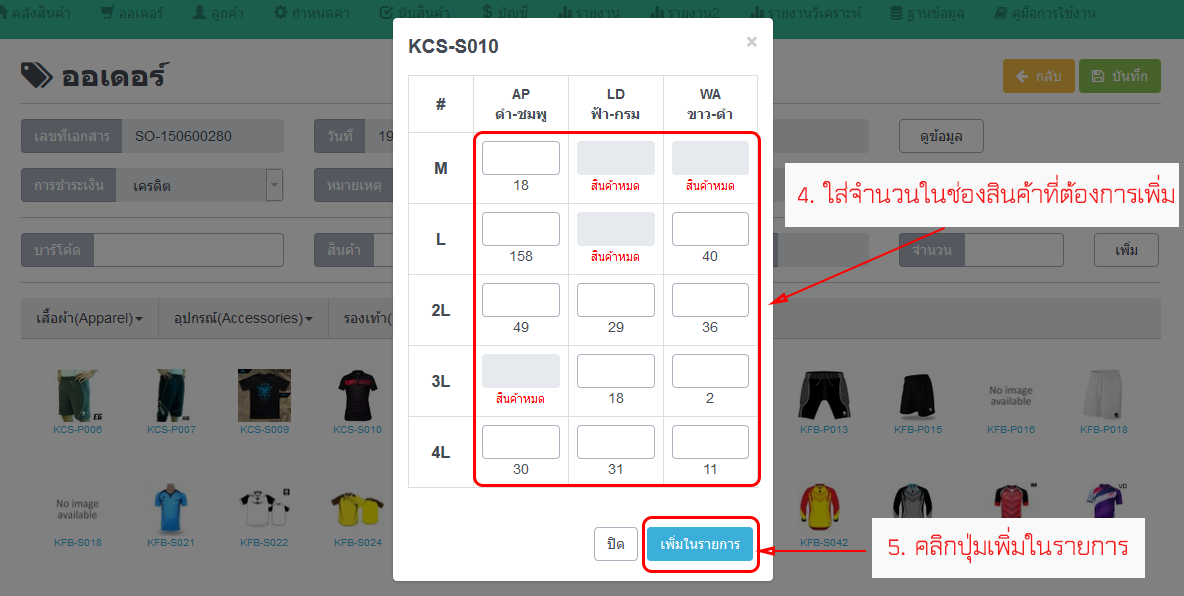 คลังสินค้า ออเดอร์ ลูกค้า กำหนดค่า นับสินค้า บัญชี รายงาน รายงาน2 รายงานวิเคราะห์ ฐานข้อมูล คู่มือการใช้งาน
KCS-S010 ×
ออเดอร์
กลับ บันทึก
# AP LD WA
ดำ-ชมพู ฟ้า-กรม ขาว-ดำ
เลขที่เอกสาร SO-150600280 วันที่ 19 ดูข้อมูล
M 18 สินค้าหมด สินค้าหมด
การชำระเงิน เครดิต หมายเหตุ
4. ใส่จำนวนในช่องสินค้าที่ต้องการเพิ่ม
L 158 สินค้าหมด 40
บาร์โค้ด สินค้า จำนวน เพิ่ม
2L 49 29 36
เสื้อผ้า(Apparel) อุปกรณ์(Accessories) รองเท้า(
3L สินค้าหมด 18 2
KCS-P006 KCS-P007 KCS-S009 KCS-S010
EG
No image
available
KFB-P013 KFB-P015 KFB-P016 KFB-P018
4L 30 31 11
No image
available
KFB-S018 KFB-S021 KFB-S022 KFB-S024
KFB-S042
ปิด เพิ่มในรายการ
5. คลิกปุ่มเพิ่มในรายการ